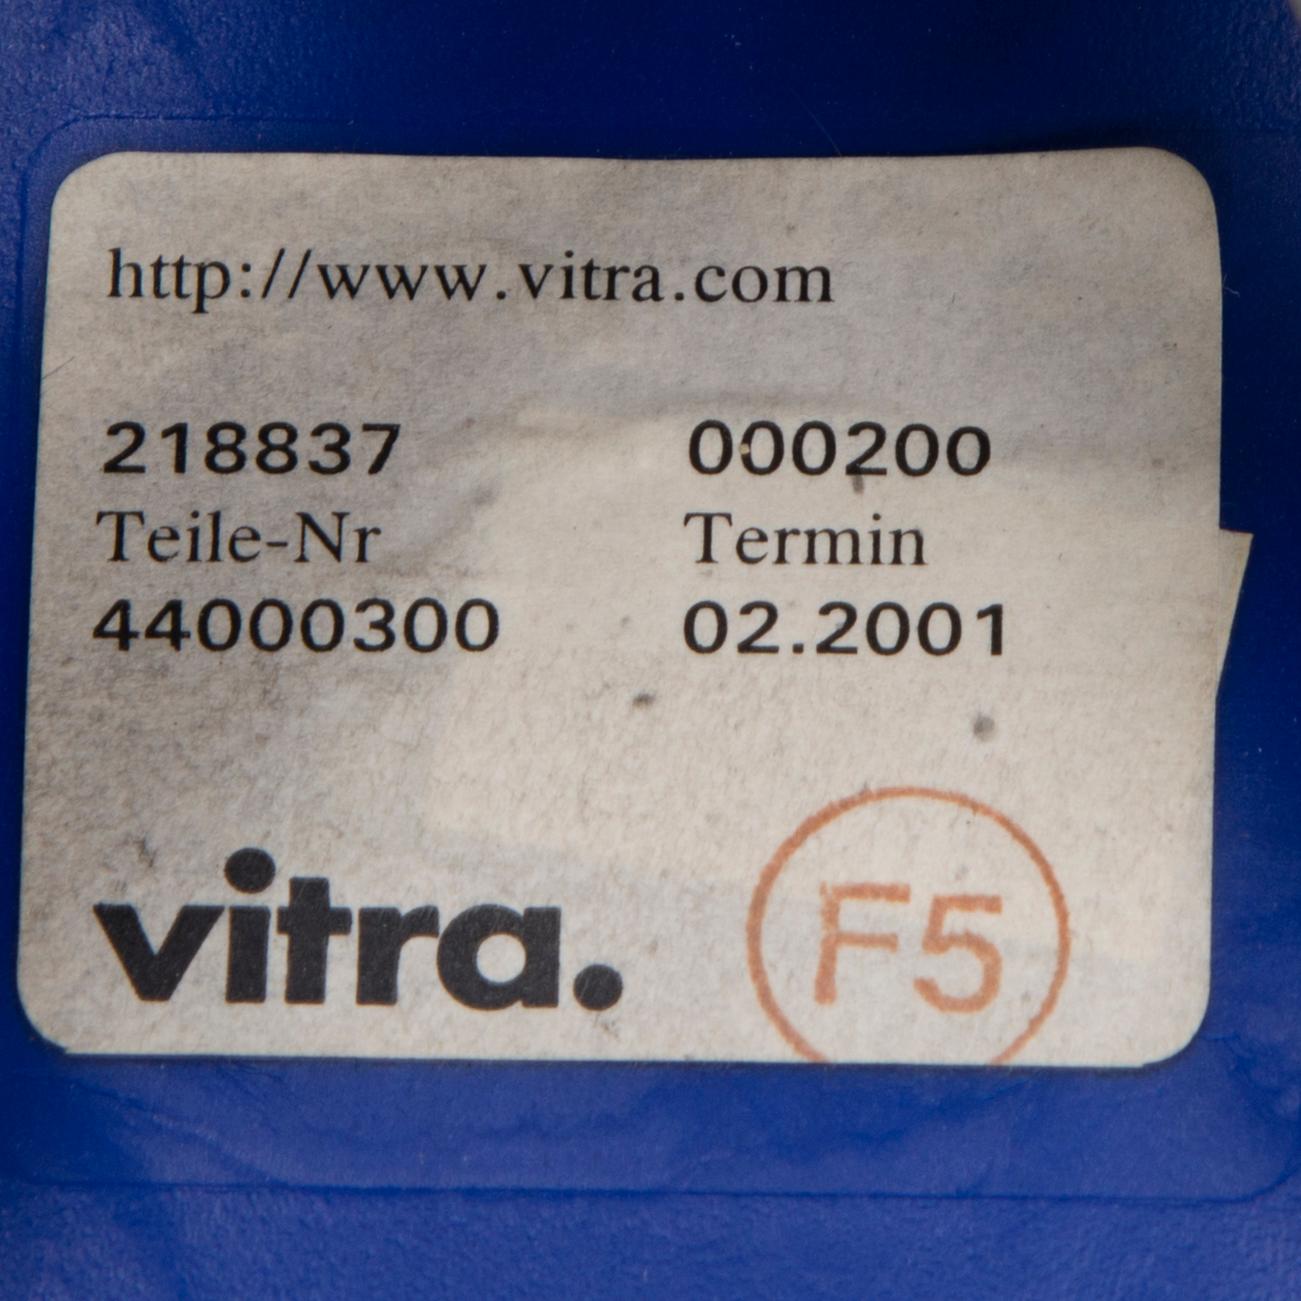 http://www.vitra.com
218837 000200
Teile-Nr Termin
44000300 02.2001
vitra. F5